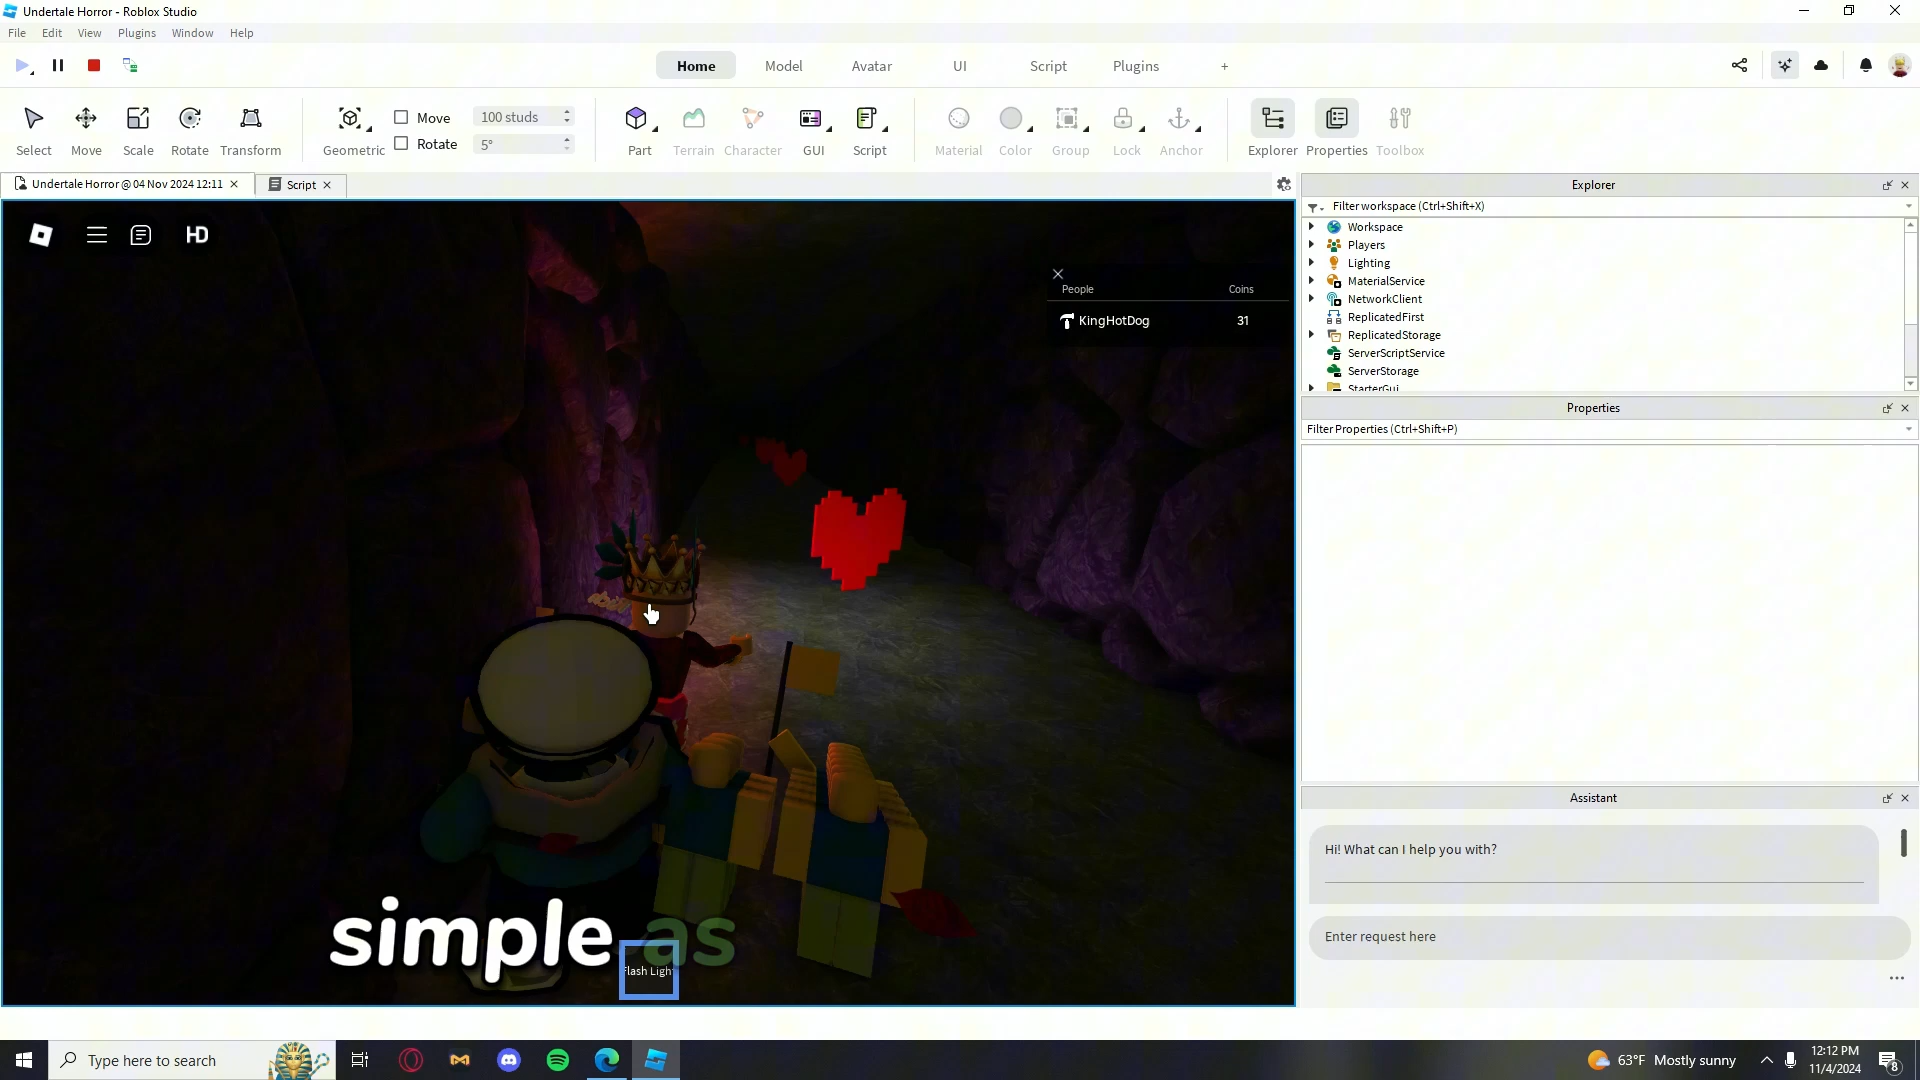 Undertale Horror - Roblox Studio
File Edit View Plugins Window Help
Home Model Avatar UI Script Plugins +
Select Move Scale Rotate Transform
Geometric
Move 100 studs
Rotate 5°
Part Terrain Character GUI Script
Material Color Group Lock Anchor
Explorer Properties Toolbox
Undertale Horror @ 04 Nov 2024 12:11
Script
HD
People Coins
KingHotDog 31
simple as
Flash Ligh
Explorer
Filter workspace (Ctrl+Shift+X)
Workspace
Players
Lighting
MaterialService
NetworkClient
ReplicatedFirst
ReplicatedStorage
ServerScriptService
ServerStorage
StarterGui
Properties
Filter Properties (Ctrl+Shift+P)
Assistant
Hi! What can I help you with?
Enter request here
Type here to search
63°F Mostly sunny
12:12 PM
11/4/2024
8